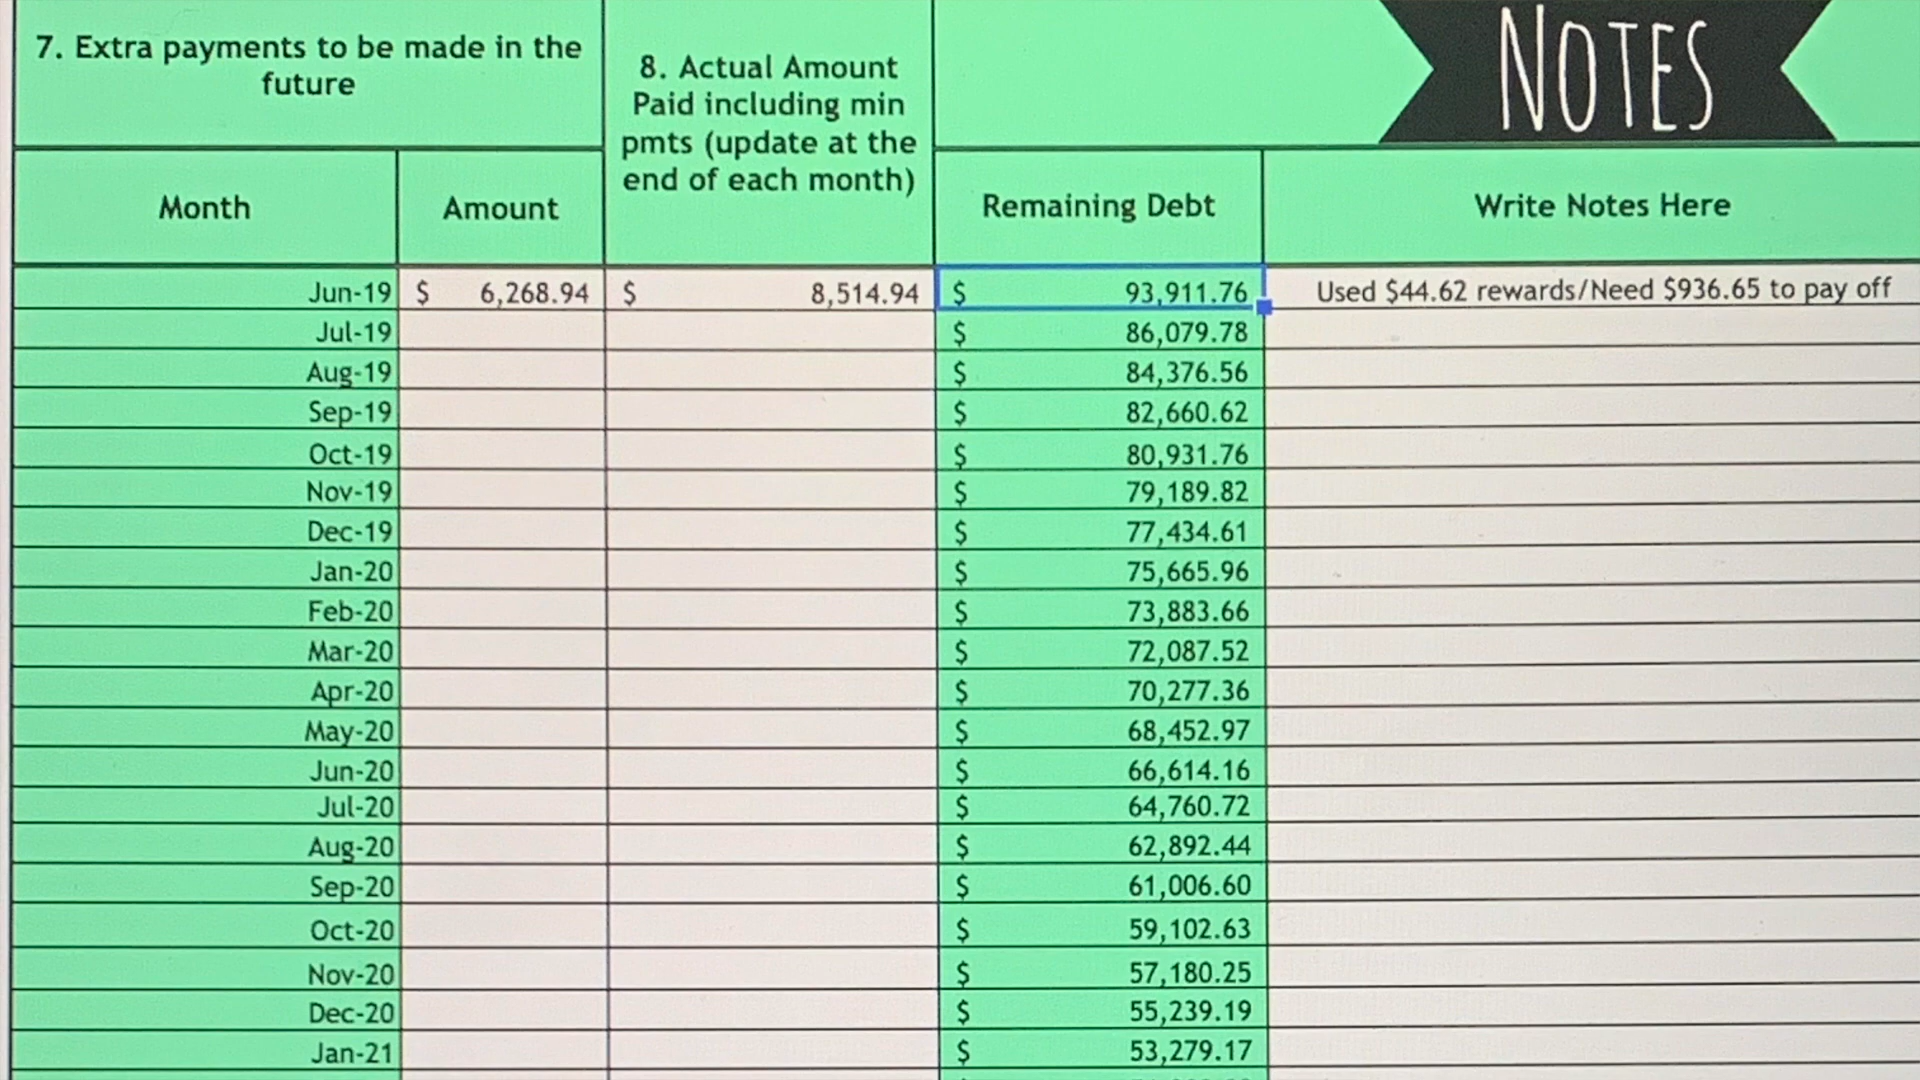 7. Extra payments to be made in the
future
8. Actual Amount
Paid including min
pmts (update at the
end of each month)
NOTES
Month
Amount
Remaining Debt
Write Notes Here
Jun-19 $ 6,268.94 $ 8,514.94 $ 93,911.76 Used $44.62 rewards/Need $936.65 to pay off
Jul-19 $ 86,079.78
Aug-19 $ 84,376.56
Sep-19 $ 82,660.62
Oct-19 $ 80,931.76
Nov-19 $ 79,189.82
Dec-19 $ 77,434.61
Jan-20 $ 75,665.96
Feb-20 $ 73,883.66
Mar-20 $ 72,087.52
Apr-20 $ 70,277.36
May-20 $ 68,452.97
Jun-20 $ 66,614.16
Jul-20 $ 64,760.72
Aug-20 $ 62,892.44
Sep-20 $ 61,006.60
Oct-20 $ 59,102.63
Nov-20 $ 57,180.25
Dec-20 $ 55,239.19
Jan-21 $ 53,279.17